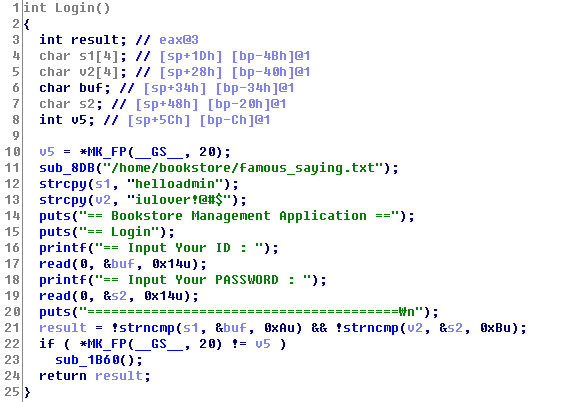 1 int Login()
2 {
3 int result; // eax@3
4 char s1[4]; // [sp+1Dh] [bp-4Bh]@1
5 char v2[4]; // [sp+28h] [bp-40h]@1
6 char buf; // [sp+34h] [bp-34h]@1
7 char s2; // [sp+48h] [bp-20h]@1
8 int v5; // [sp+5Ch] [bp-Ch]@1
9
10 v5 = *MK_FP(__GS__, 20);
11 sub_8DB("/home/bookstore/famous_saying.txt");
12 strcpy(s1, "helloadmin");
13 strcpy(v2, "iulover!@#$");
14 puts("== Bookstore Management Application ==");
15 puts("== Login");
16 printf("== Input Your ID : ");
17 read(0, &buf, 0x14u);
18 printf("== Input Your PASSWORD : ");
19 read(0, &s2, 0x14u);
20 puts("=======================================₩n");
21 result = !strncmp(s1, &buf, 0xAu) && !strncmp(v2, &s2, 0xBu);
22 if ( *MK_FP(__GS__, 20) != v5 )
23 sub_1B60();
24 return result;
25 }